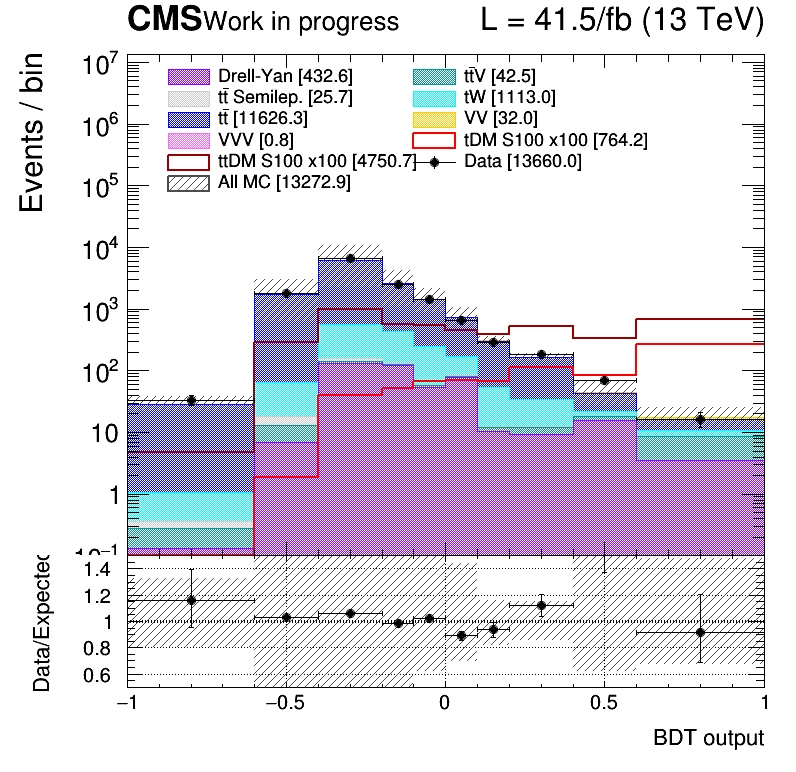 CMS Work in progress L = 41.5/fb (13 TeV)
Events / bin
10⁷
10⁶
10⁵
10⁴
10³
10²
10
1
10⁻¹
Drell-Yan [432.6]
tt̄V [42.5]
tt̄ Semilep. [25.7]
tW [1113.0]
tt̄ [11626.3]
VV [32.0]
VVV [0.8]
tDM S100 x100 [764.2]
ttDM S100 x100 [4750.7]
Data [13660.0]
All MC [13272.9]
Data/Expected
1.4
1.2
1
0.8
0.6
−1 −0.5 0 0.5 1
BDT output